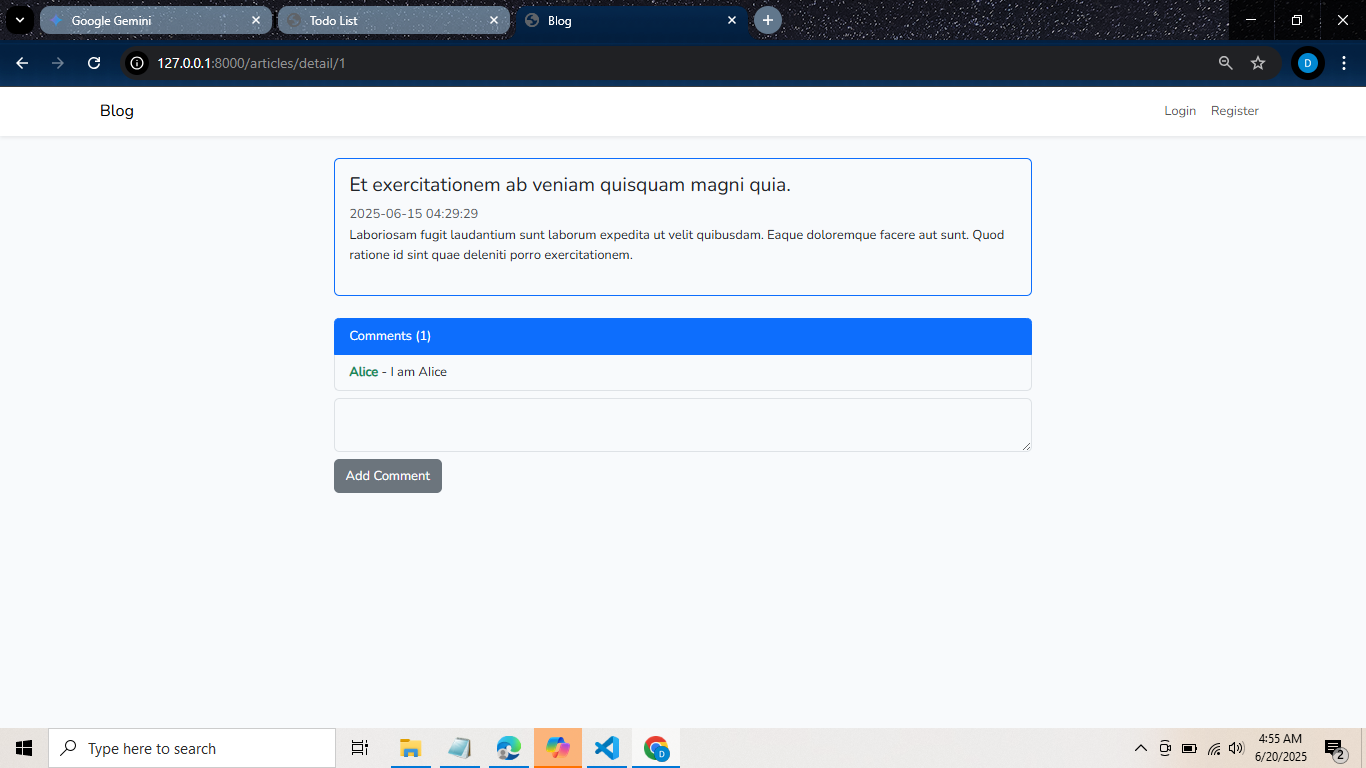 Google Gemini
Todo List
Blog
127.0.0.1:8000/articles/detail/1
D
Blog
Login
Register
Et exercitationem ab veniam quisquam magni quia.
2025-06-15 04:29:29
Laboriosam fugit laudantium sunt laborum expedita ut velit quibusdam. Eaque doloremque facere aut sunt. Quod
ratione id sint quae deleniti porro exercitationem.
Comments (1)
Alice - I am Alice
Add Comment
Type here to search
D
4:55 AM
6/20/2025
2